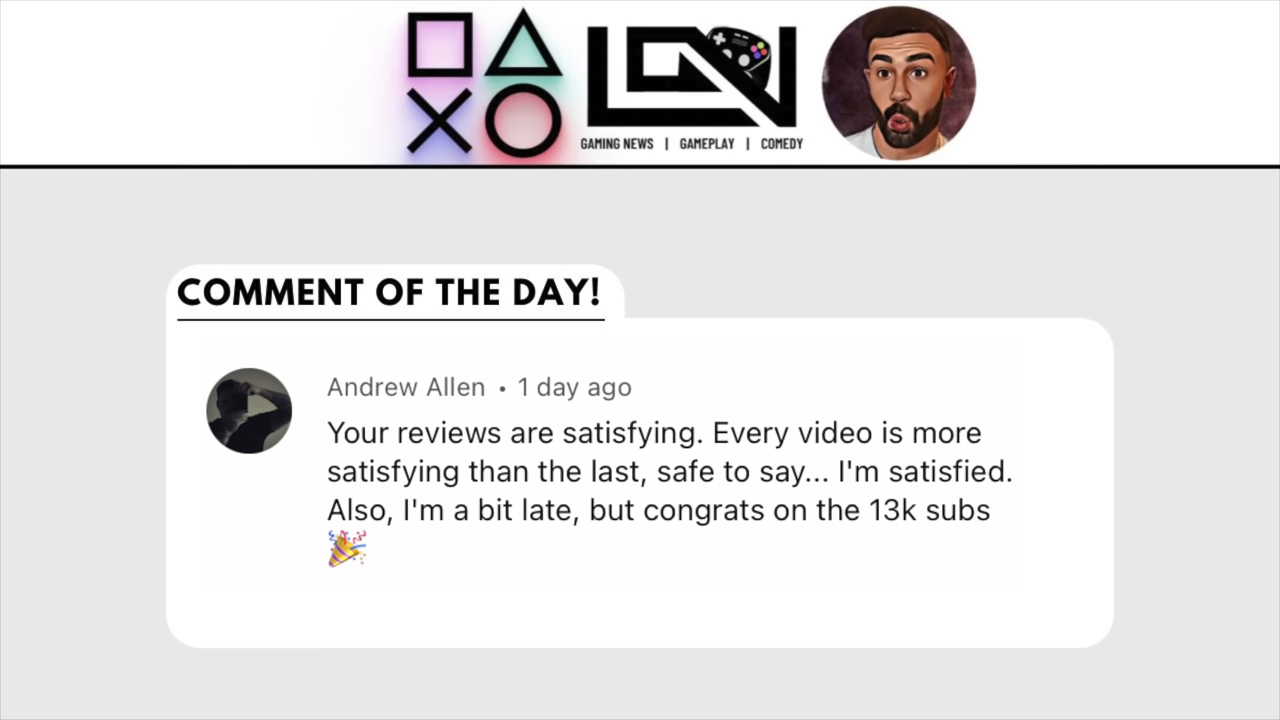 GAMING NEWS | GAMEPLAY | COMEDY
COMMENT OF THE DAY!
Andrew Allen • 1 day ago
Your reviews are satisfying. Every video is more
satisfying than the last, safe to say... I'm satisfied.
Also, I'm a bit late, but congrats on the 13k subs
🎉